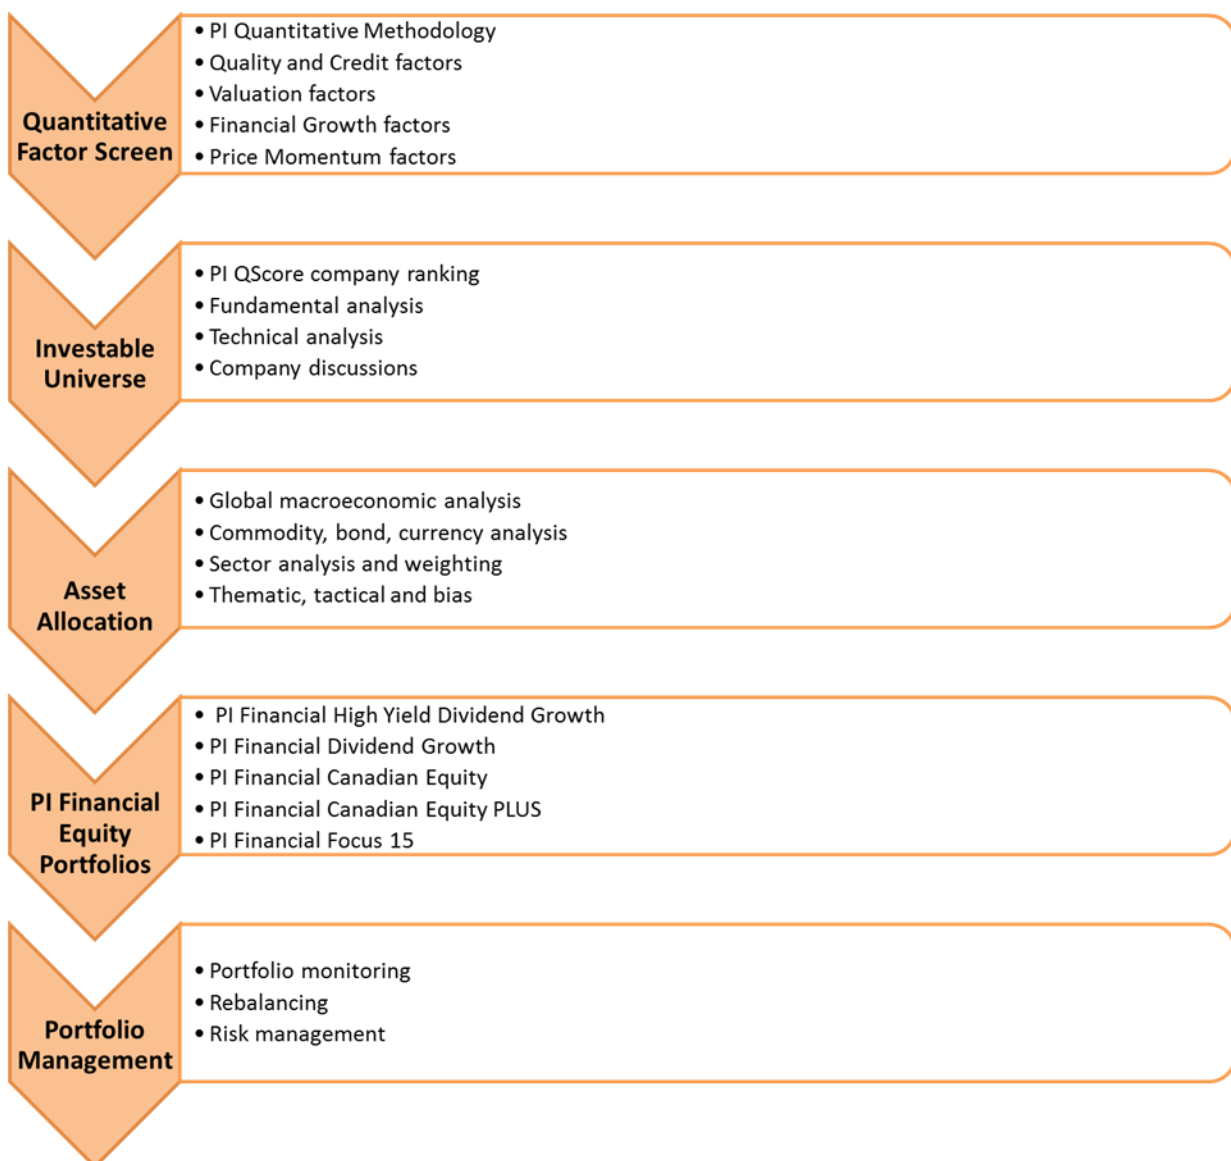 Quantitative
Factor Screen
• PI Quantitative Methodology
• Quality and Credit factors
• Valuation factors
• Financial Growth factors
• Price Momentum factors
Investable
Universe
• PI QScore company ranking
• Fundamental analysis
• Technical analysis
• Company discussions
Asset
Allocation
• Global macroeconomic analysis
• Commodity, bond, currency analysis
• Sector analysis and weighting
• Thematic, tactical and bias
PI Financial
Equity
Portfolios
• PI Financial High Yield Dividend Growth
• PI Financial Dividend Growth
• PI Financial Canadian Equity
• PI Financial Canadian Equity PLUS
• PI Financial Focus 15
Portfolio
Management
• Portfolio monitoring
• Rebalancing
• Risk management